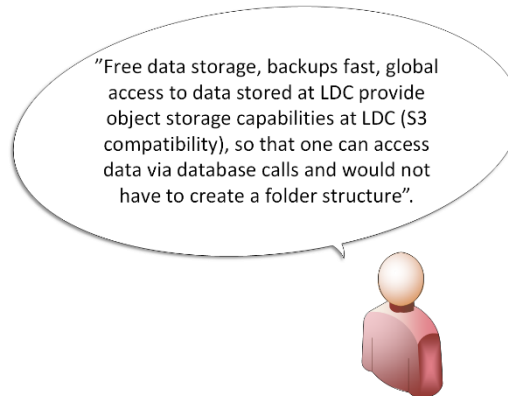 ”Free data storage, backups fast, global
access to data stored at LDC provide
object storage capabilities at LDC (S3
compatibility), so that one can access
data via database calls and would not
have to create a folder structure”.